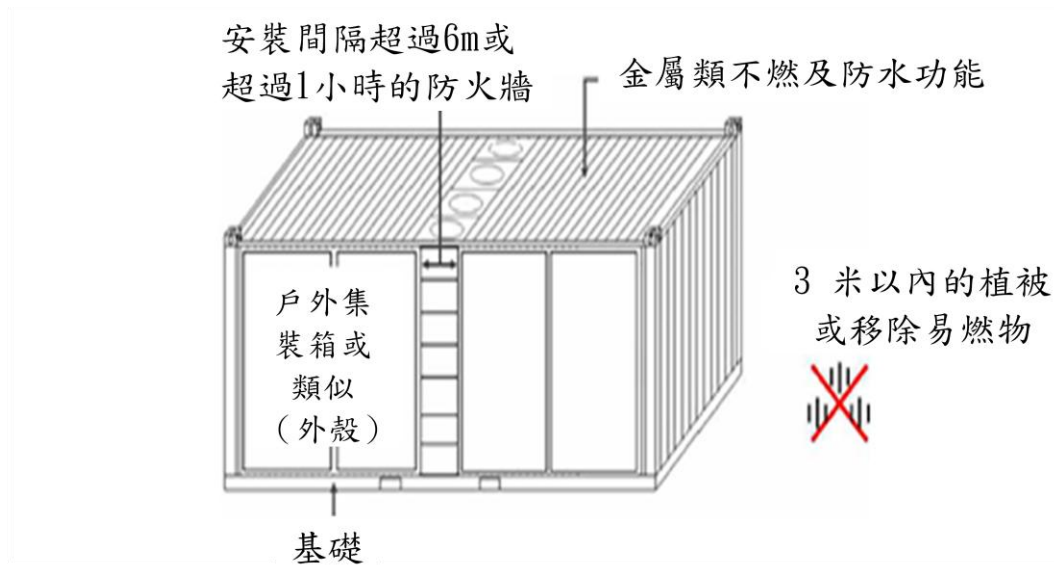 安裝間隔超過6m或
超過1小時的防火牆
金屬類不燃及防水功能
戶外集
裝箱或
類似
（外殼）
3 米以內的植被
或移除易燃物
基礎